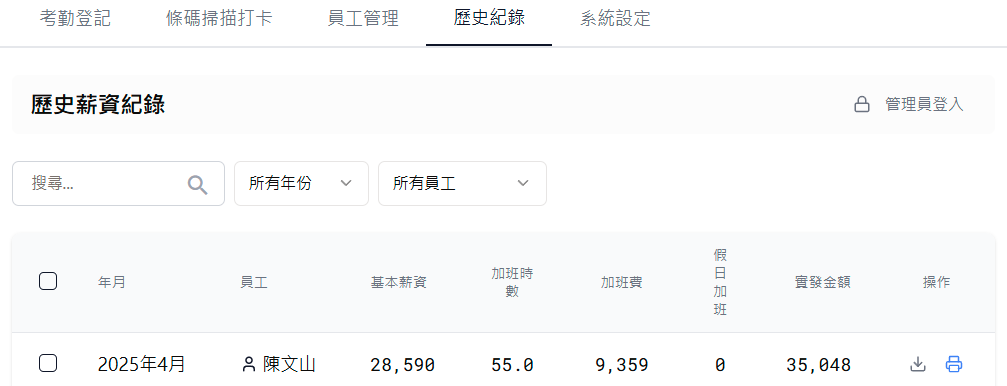 考勤登記 條碼掃描打卡 員工管理 歷史紀錄 系統設定
歷史薪資紀錄 管理員登入
搜尋... 所有年份 所有員工
年月 員工 基本薪資 加班時數 加班費 假日加班 實發金額 操作
2025年4月 陳文山 28,590 55.0 9,359 0 35,048